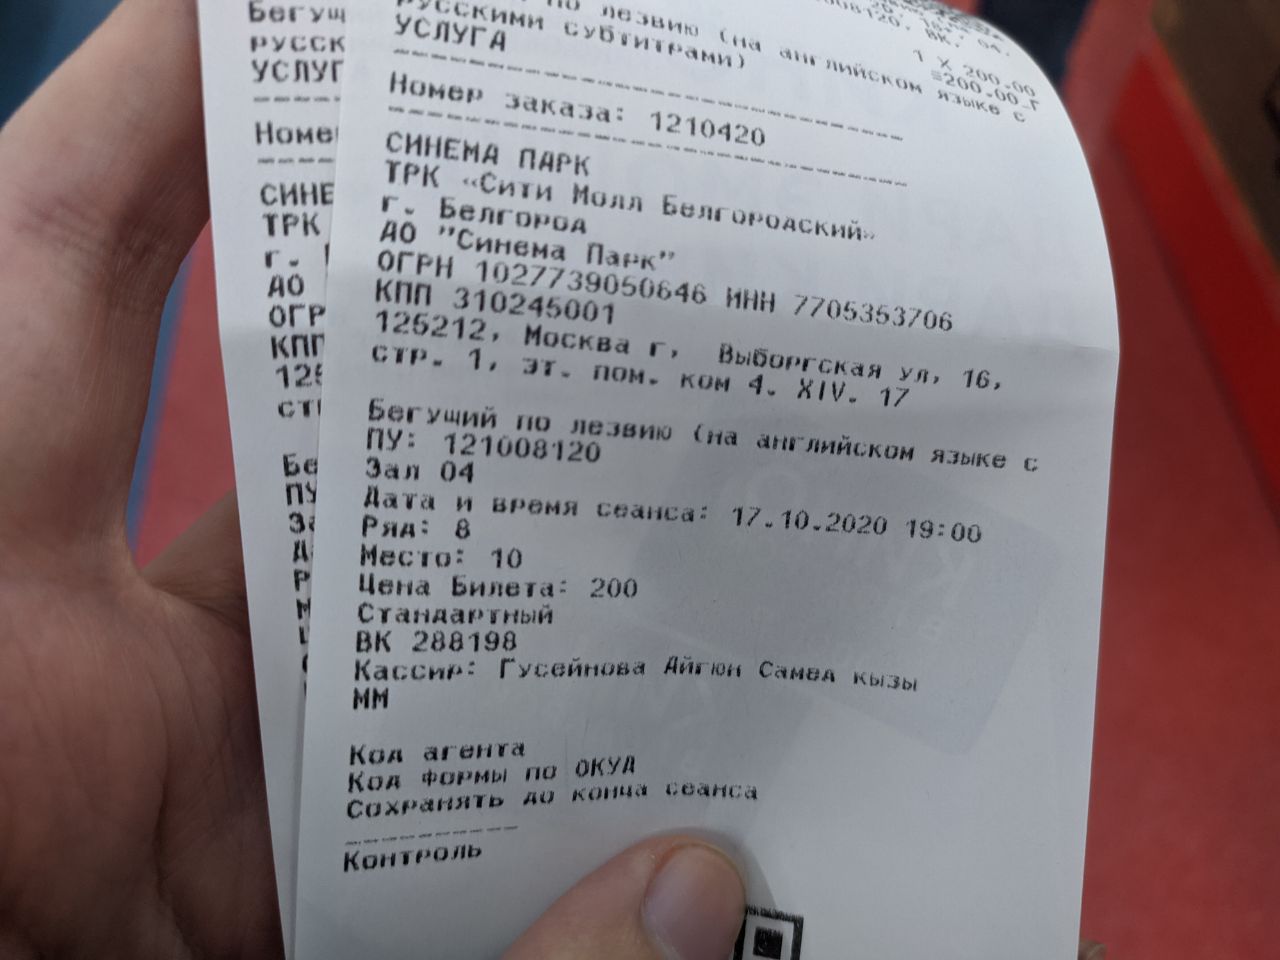 по лезвию (на английском языке с
русскими субтитрами)
1 X 200.00
УСЛУГА
≡200.00_Г
Номер заказа: 1210420
СИНЕМА ПАРК
ТРК «Сити Молл Белгородский»
г. Белгород
АО "Синема Парк"
ОГРН 1027739050646 ИНН 7705353706
КПП 310245001
125212, Москва г, Выборгская ул, 16,
стр. 1, эт. пом. ком 4. XIV. 17
Бегущий по лезвию (на английском языке с
ПУ: 121008120
Зал 04
Дата и время сеанса: 17.10.2020 19:00
Ряд: 8
Место: 10
Цена Билета: 200
Стандартный
ВК 288198
Кассир: Гусейнова Айгюн Самед кызы
ММ
Код агента
Код формы по ОКУД
Сохранять до конца сеанса
Контроль